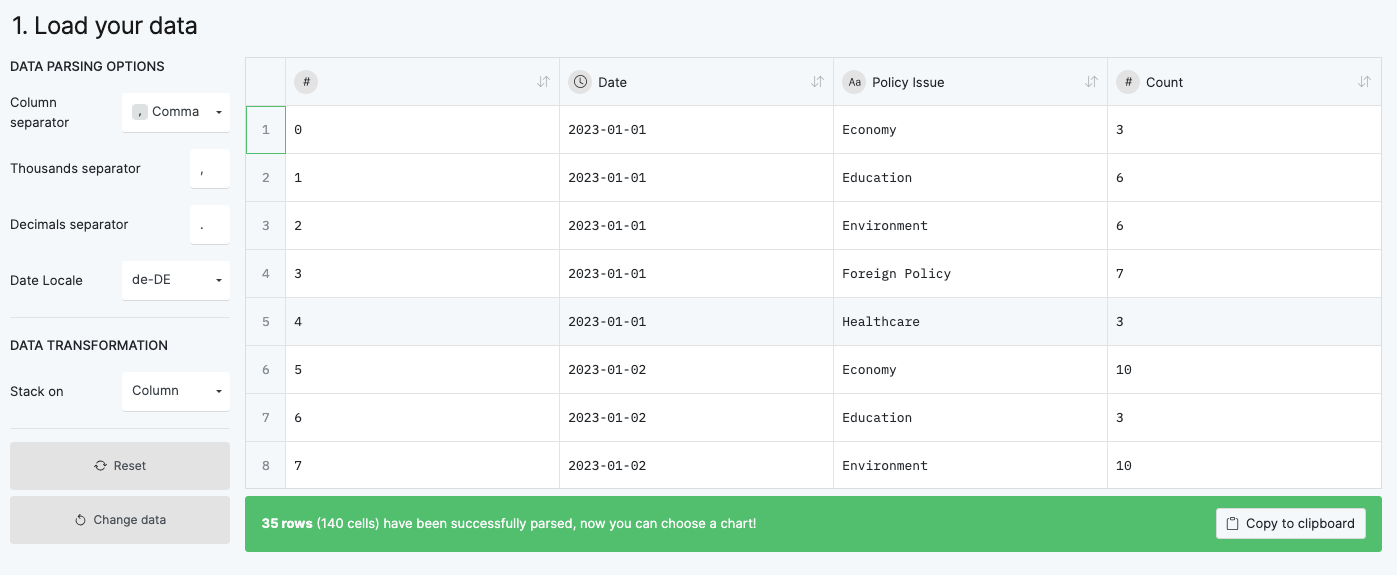 1. Load your data
DATA PARSING OPTIONS
Column separator
, Comma
Thousands separator
,
Decimals separator
.
Date Locale
de-DE
DATA TRANSFORMATION
Stack on
Column
Reset
Change data
# Date Aa Policy Issue # Count
1 0 2023-01-01 Economy 3
2 1 2023-01-01 Education 6
3 2 2023-01-01 Environment 6
4 3 2023-01-01 Foreign Policy 7
5 4 2023-01-01 Healthcare 3
6 5 2023-01-02 Economy 10
7 6 2023-01-02 Education 3
8 7 2023-01-02 Environment 10
35 rows (140 cells) have been successfully parsed, now you can choose a chart!
Copy to clipboard